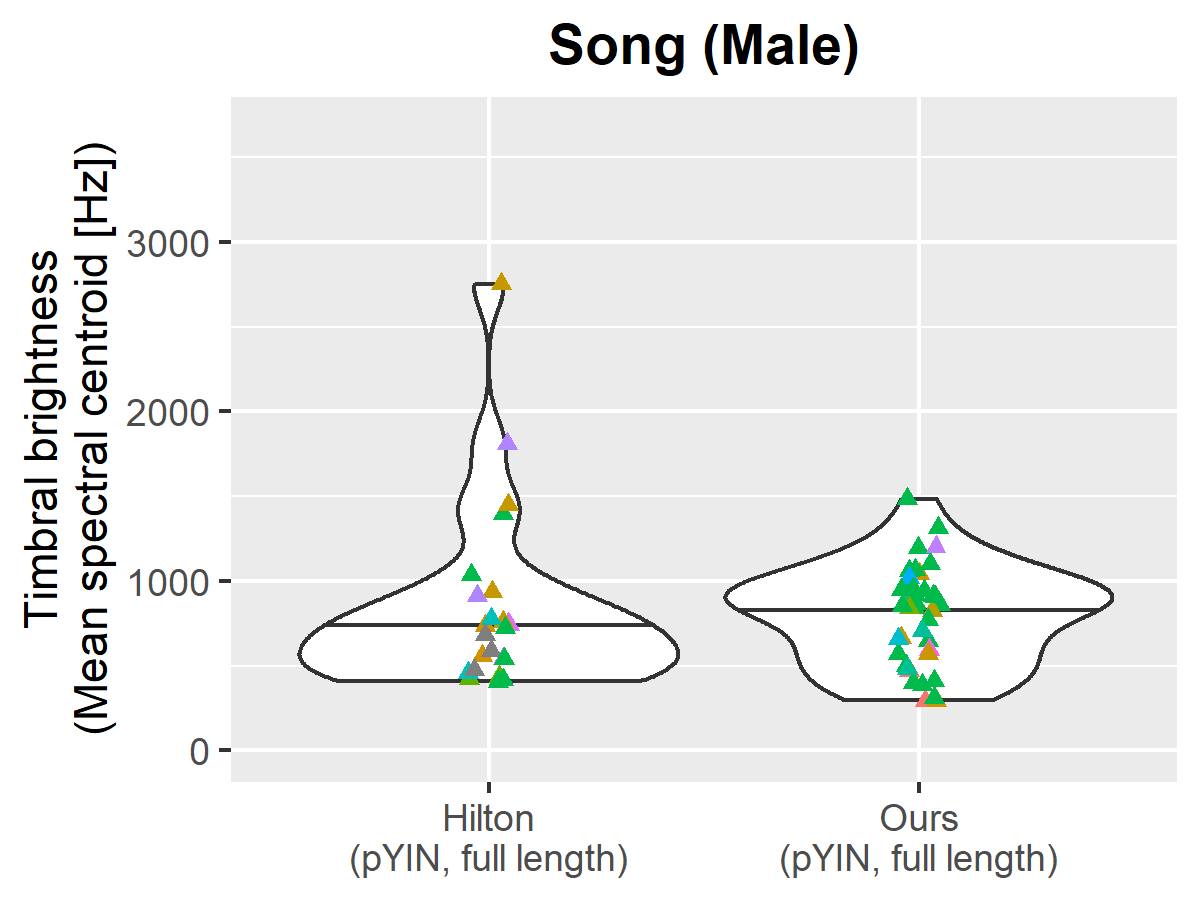 Song (Male)
Timbral brightness
(Mean spectral centroid [Hz])
3000
2000
1000
0
Hilton
(pYIN, full length)
Ours
(pYIN, full length)